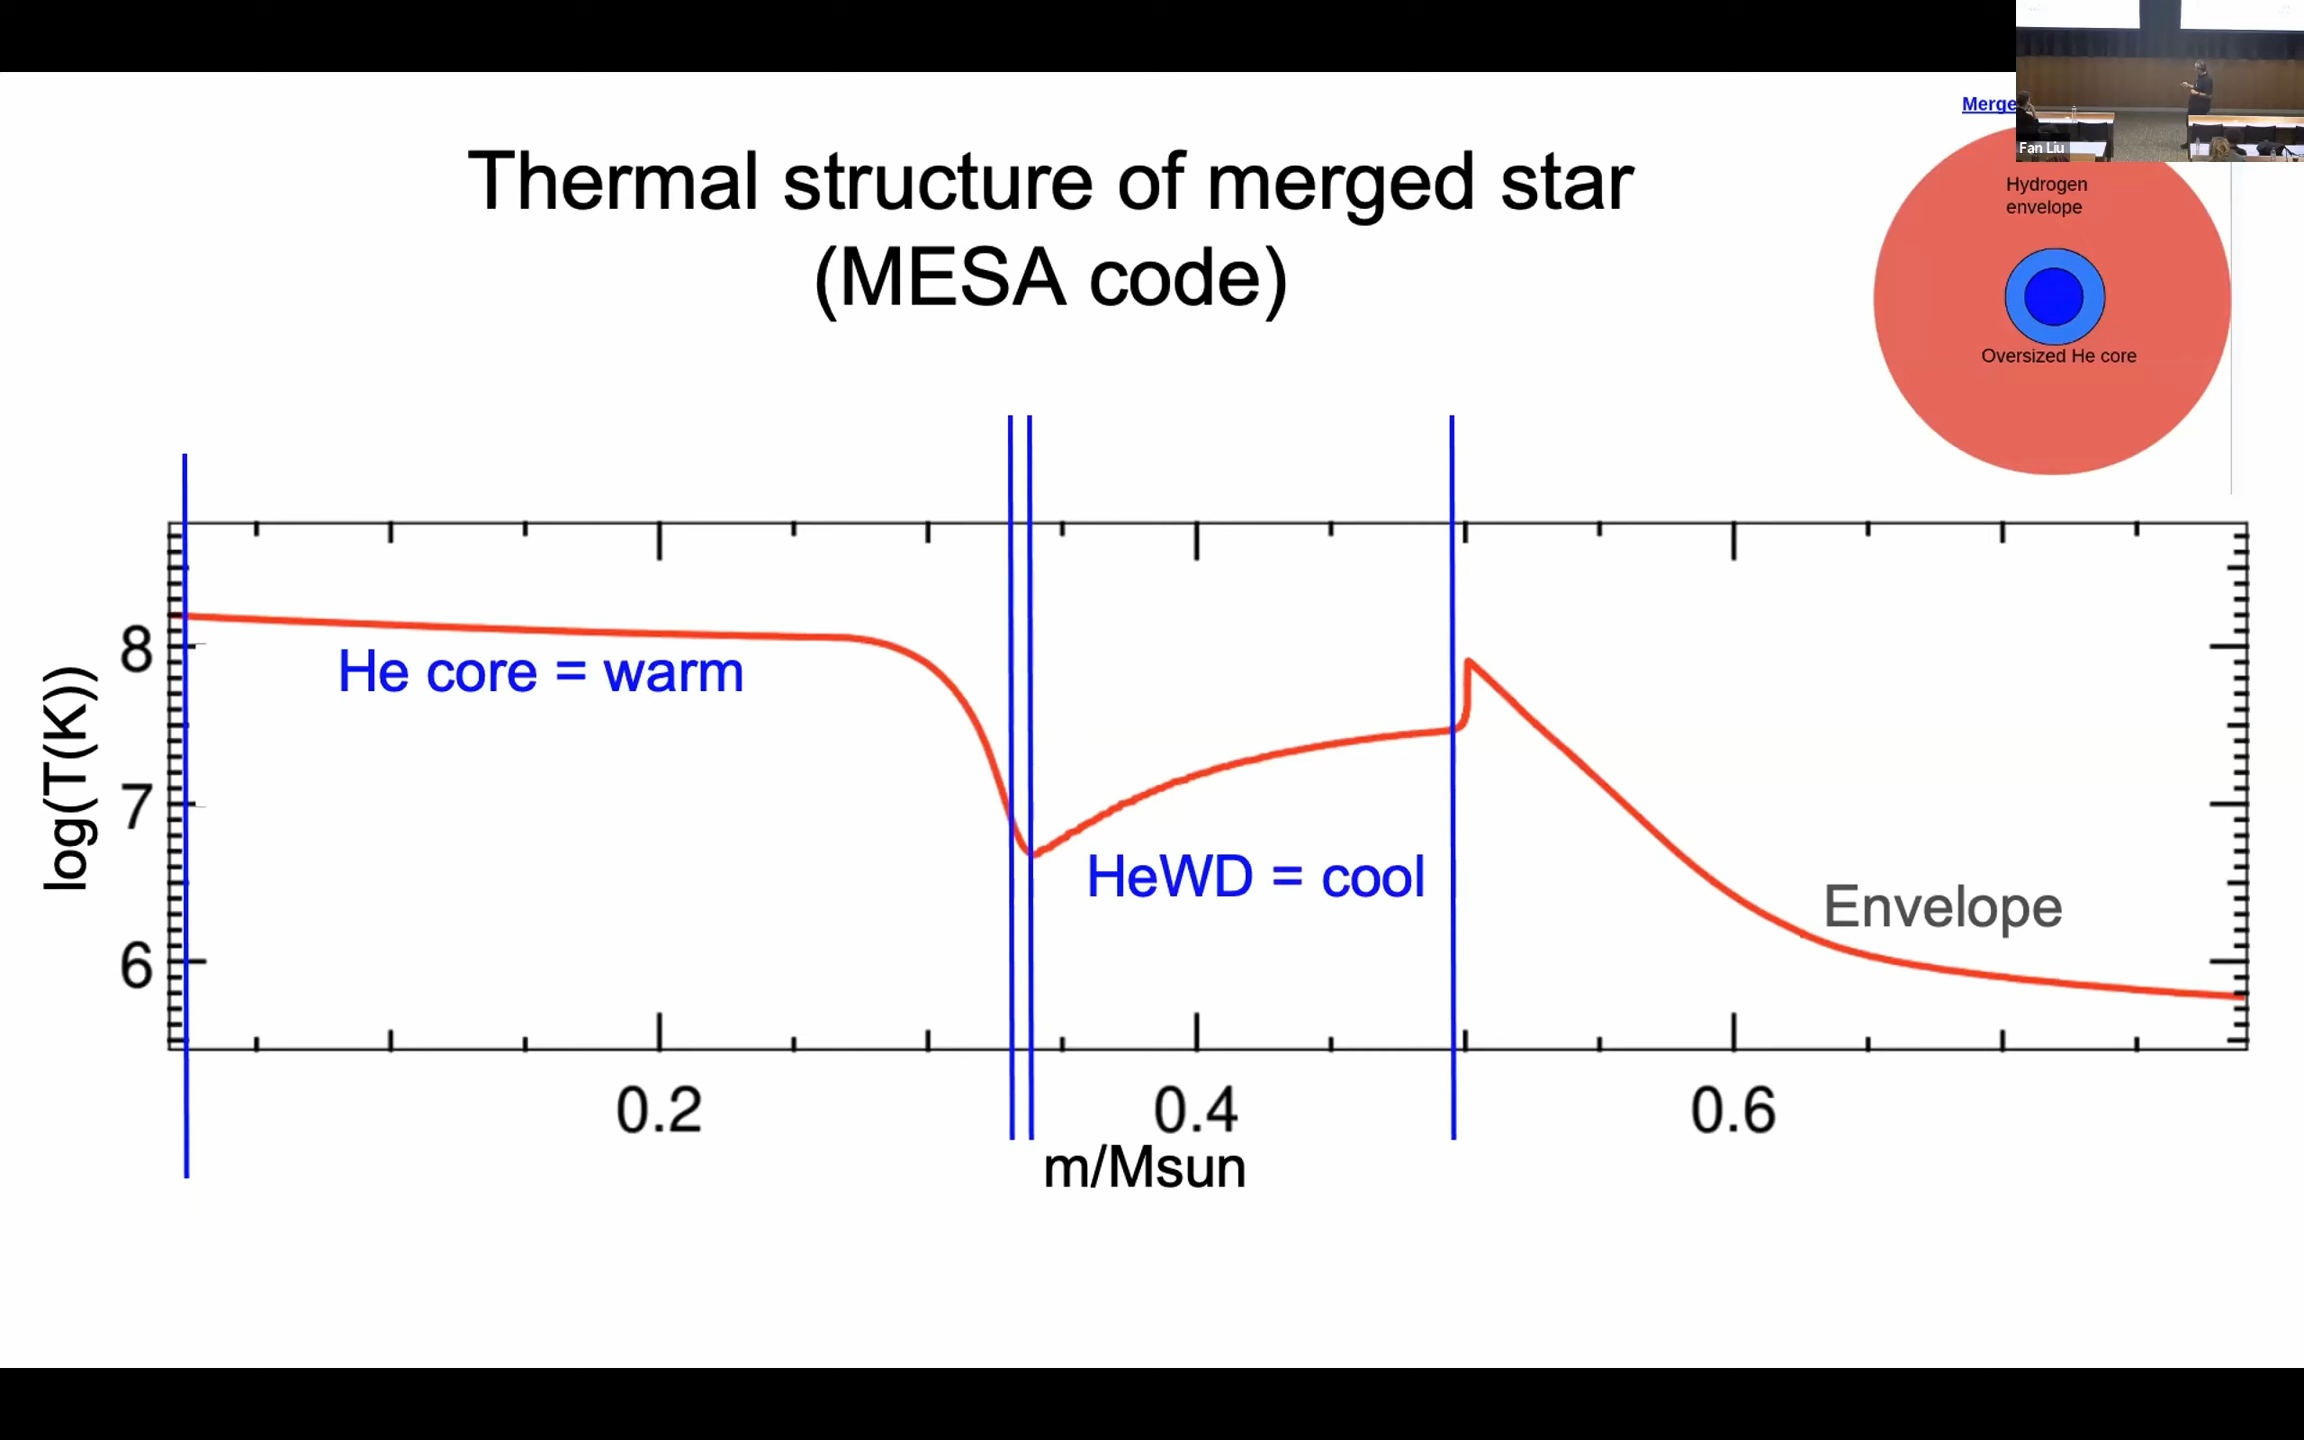 Thermal structure of merged star
(MESA code)
Merge
Fan Liu
Hydrogen
envelope
Oversized He core
log(T(K))
8
7
6
He core = warm
HeWD = cool
Envelope
0.2
0.4
0.6
m/Msun